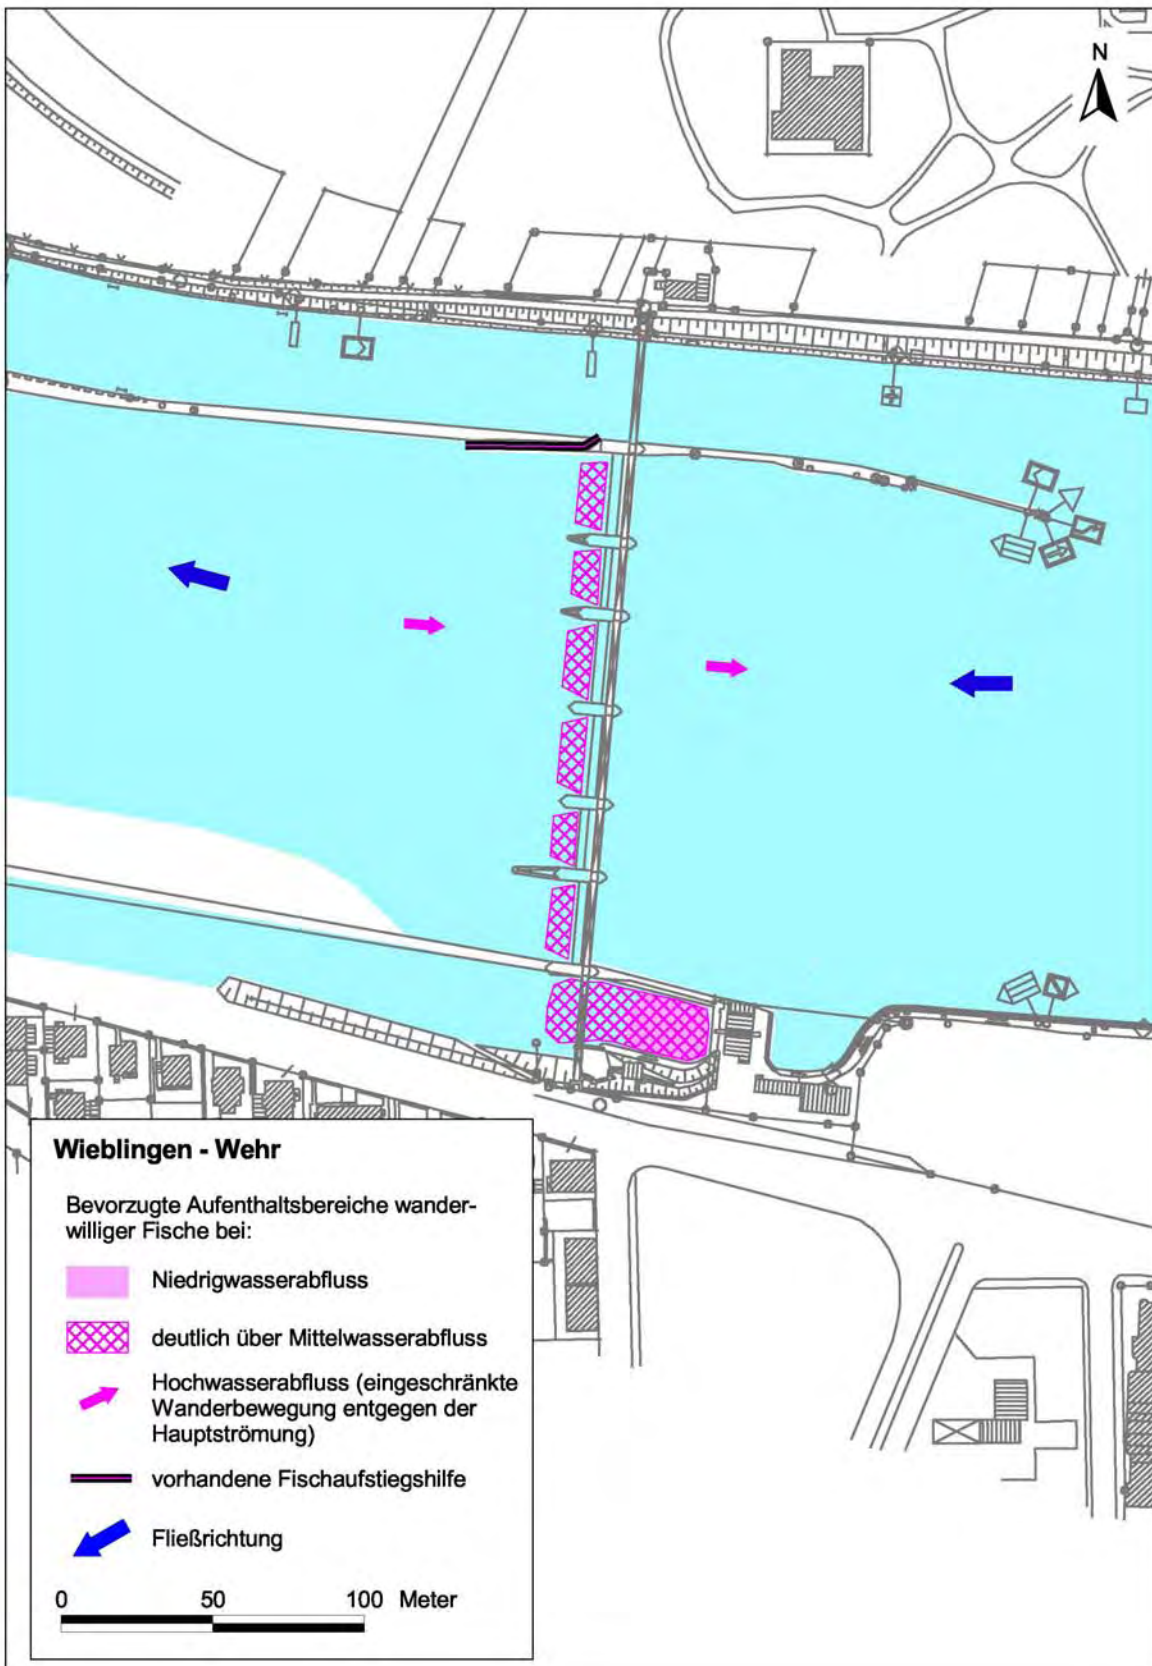 N
Wieblingen - Wehr
Bevorzugte Aufenthaltsbereiche wander-
williger Fische bei:
Niedrigwasserabfluss
deutlich über Mittelwasserabfluss
Hochwasserabfluss (eingeschränkte
Wanderbewegung entgegen der
Hauptströmung)
vorhandene Fischaufstiegshilfe
Fließrichtung
0 50 100 Meter